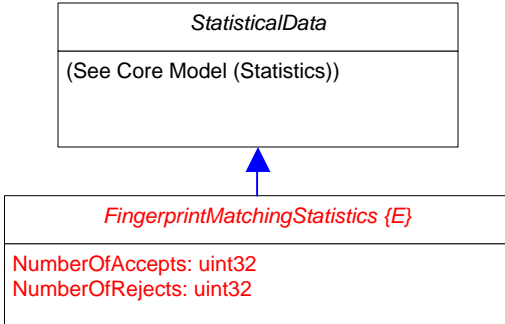 StatisticalData
(See Core Model (Statistics))
FingerprintMatchingStatistics {E}
NumberOfAccepts: uint32
NumberOfRejects: uint32